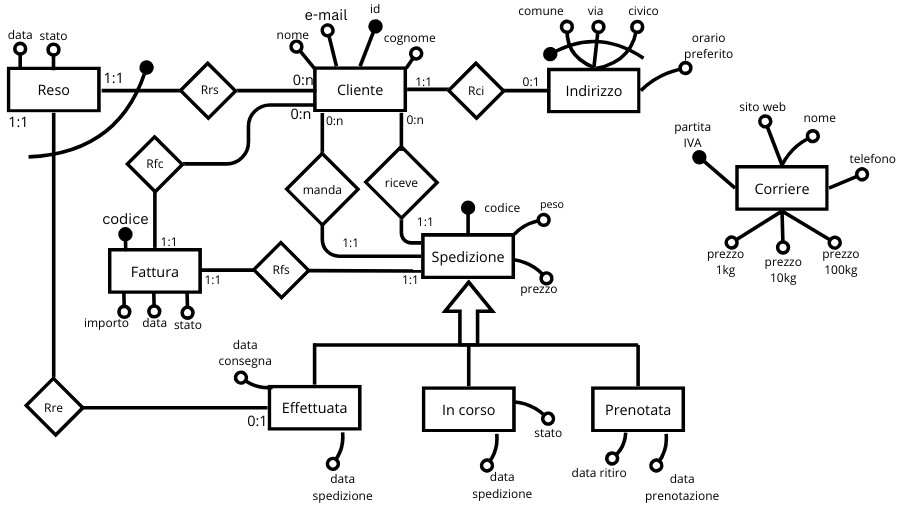 comune via civico
id
e-mail
data stato
nome
cognome
orario
preferito
0:n
1:1
Reso
Rrs
Cliente
1:1
Rci
0:1
Indirizzo
sito web
nome
0:n
0:n
0:n
1:1
partita
IVA
Rfc
telefono
manda
riceve
Corriere
codice
peso
codice
1:1
1:1
1:1
prezzo
1kg
prezzo
10kg
prezzo
100kg
Fattura
Rfs
Spedizione
1:1
1:1
prezzo
importo data stato
data
consegna
Rre
Effettuata
In corso
Prenotata
0:1
stato
data
spedizione
data
spedizione
data ritiro
data
prenotazione